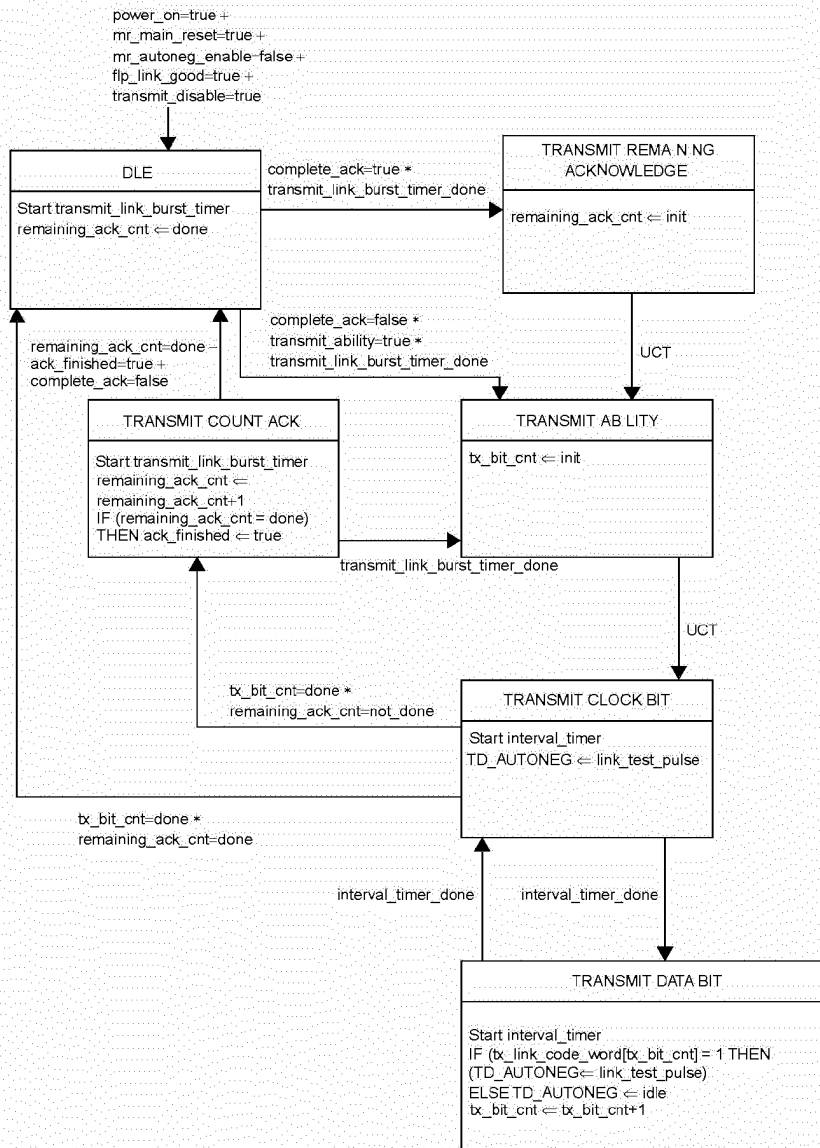 power_on=true +
mr_main_reset=true +
mr_autoneg_enable=false +
flp_link_good=true +
transmit_disable=true
DLE
Start transmit_link_burst_timer
remaining_ack_cnt ⇐ done
complete_ack=true *
transmit_link_burst_timer_done
TRANSMIT REMA N NG
ACKNOWLEDGE
remaining_ack_cnt ⇐ init
complete_ack=false *
transmit_ability=true *
transmit_link_burst_timer_done
UCT
remaining_ack_cnt=done –
ack_finished=true +
complete_ack=false
TRANSMIT COUNT ACK
Start transmit_link_burst_timer
remaining_ack_cnt ⇐
remaining_ack_cnt+1
IF (remaining_ack_cnt = done)
THEN ack_finished ⇐ true
TRANSMIT AB LITY
tx_bit_cnt ⇐ init
transmit_link_burst_timer_done
UCT
tx_bit_cnt=done *
remaining_ack_cnt=not_done
TRANSMIT CLOCK BIT
Start interval_timer
TD_AUTONEG ⇐ link_test_pulse
tx_bit_cnt=done *
remaining_ack_cnt=done
interval_timer_done
interval_timer_done
TRANSMIT DATA BIT
Start interval_timer
IF (tx_link_code_word[tx_bit_cnt] = 1 THEN
(TD_AUTONEG⇐ link_test_pulse)
ELSE TD_AUTONEG ⇐ idle
tx_bit_cnt ⇐ tx_bit_cnt+1